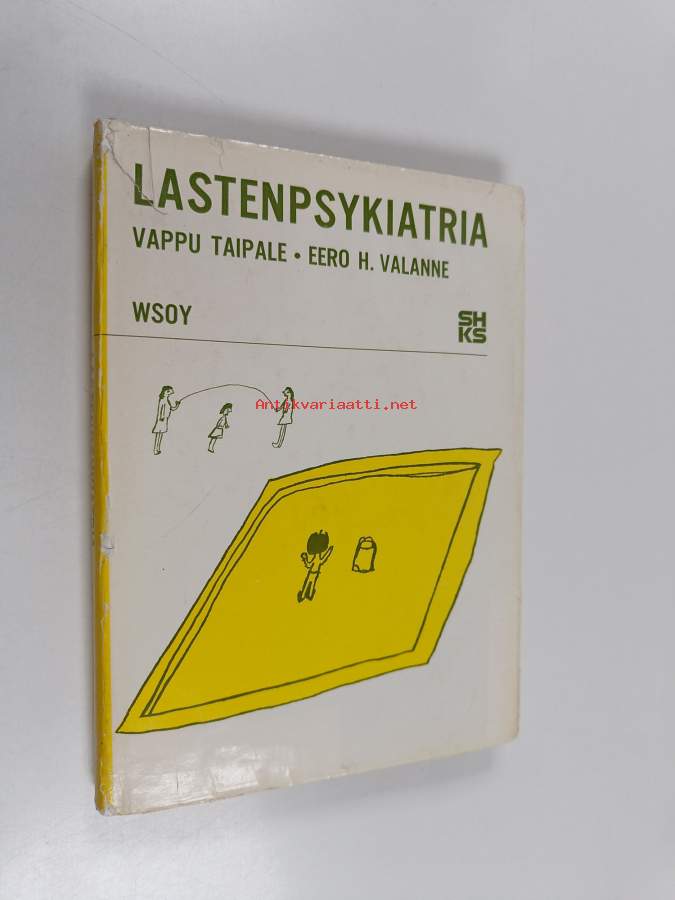 LASTENPSYKIATRIA
VAPPU TAIPALE • EERO H. VALANNE
WSOY
SH
KS
Antikvariaatti.net